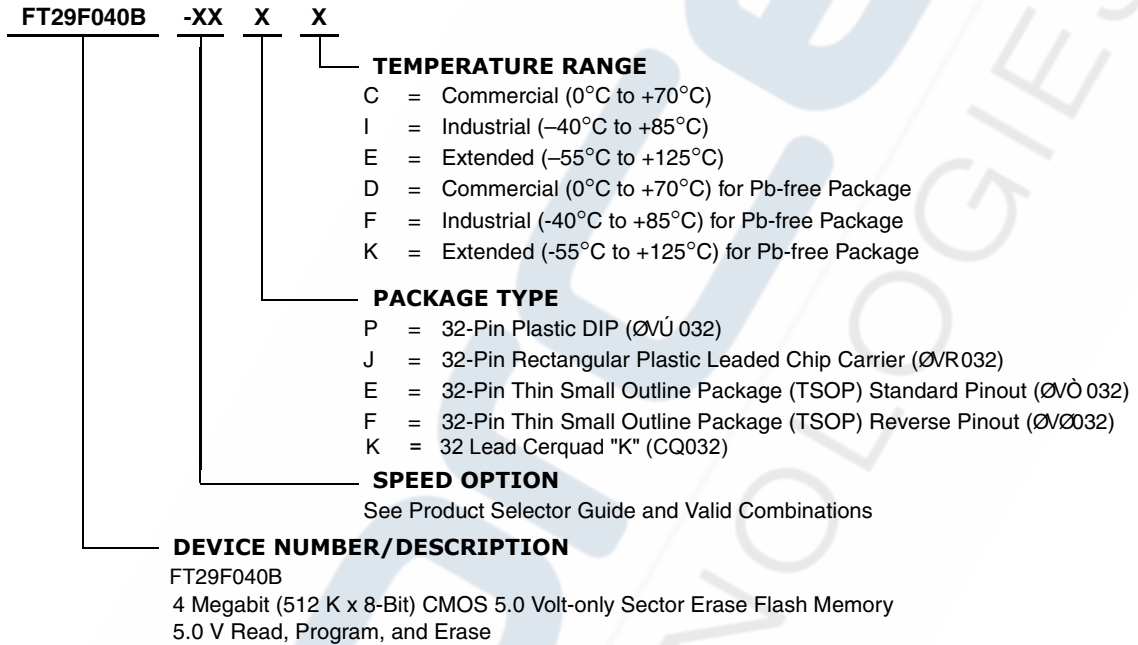 FT29F040B -XX X X
TEMPERATURE RANGE
C = Commercial (0°C to +70°C)
I = Industrial (–40°C to +85°C)
E = Extended (–55°C to +125°C)
D = Commercial (0°C to +70°C) for Pb-free Package
F = Industrial (-40°C to +85°C) for Pb-free Package
K = Extended (-55°C to +125°C) for Pb-free Package
PACKAGE TYPE
P = 32-Pin Plastic DIP (ØVÚ 032)
J = 32-Pin Rectangular Plastic Leaded Chip Carrier (ØVR 032)
E = 32-Pin Thin Small Outline Package (TSOP) Standard Pinout (ØVÒ 032)
F = 32-Pin Thin Small Outline Package (TSOP) Reverse Pinout (ØVØ032)
K = 32 Lead Cerquad "K" (CQ032)
SPEED OPTION
See Product Selector Guide and Valid Combinations
DEVICE NUMBER/DESCRIPTION
FT29F040B
4 Megabit (512 K x 8-Bit) CMOS 5.0 Volt-only Sector Erase Flash Memory
5.0 V Read, Program, and Erase